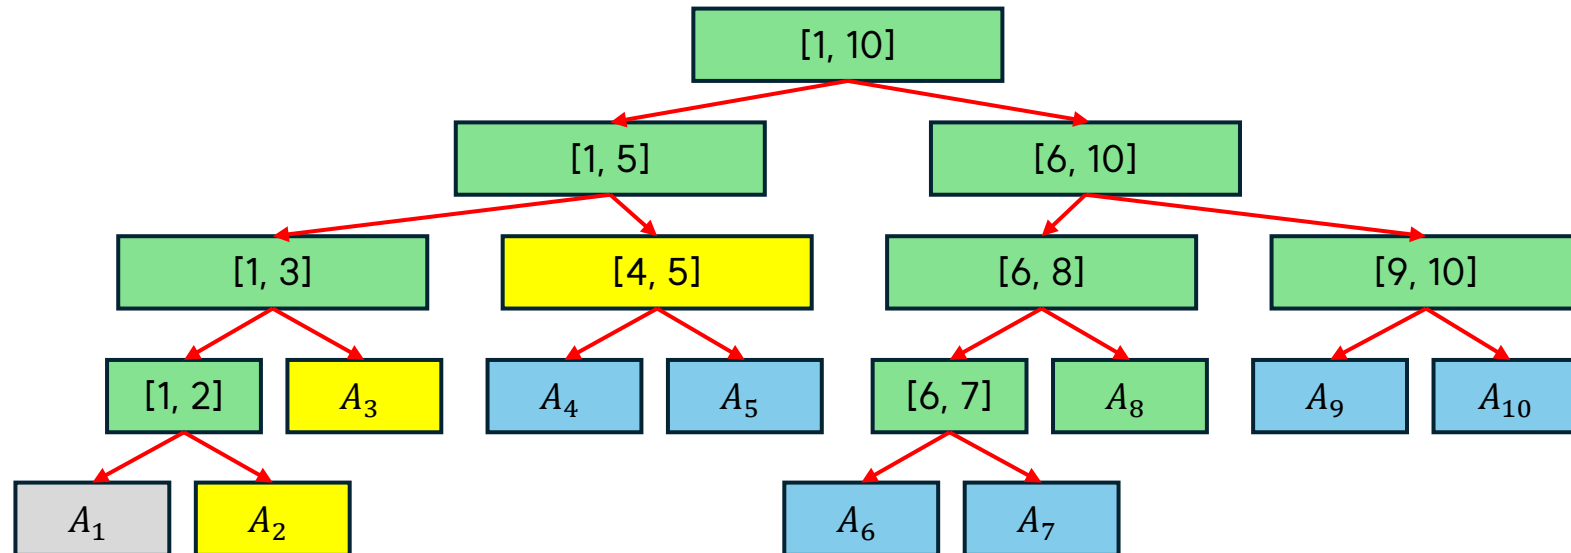 [1, 10]
[1, 5]
[6, 10]
[1, 3]
[4, 5]
[6, 8]
[9, 10]
[1, 2]
A₃
A₄
A₅
[6, 7]
A₈
A₉
A₁₀
A₁
A₂
A₆
A₇